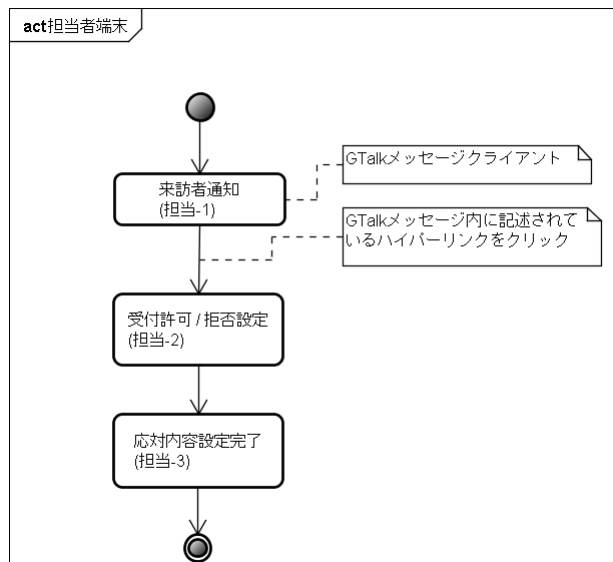 act担当者端末
来訪者通知
(担当-1)
GTalkメッセージクライアント
GTalkメッセージ内に記述されて
いるハイパーリンクをクリック
受付許可 / 拒否設定
(担当-2)
応対内容設定完了
(担当-3)